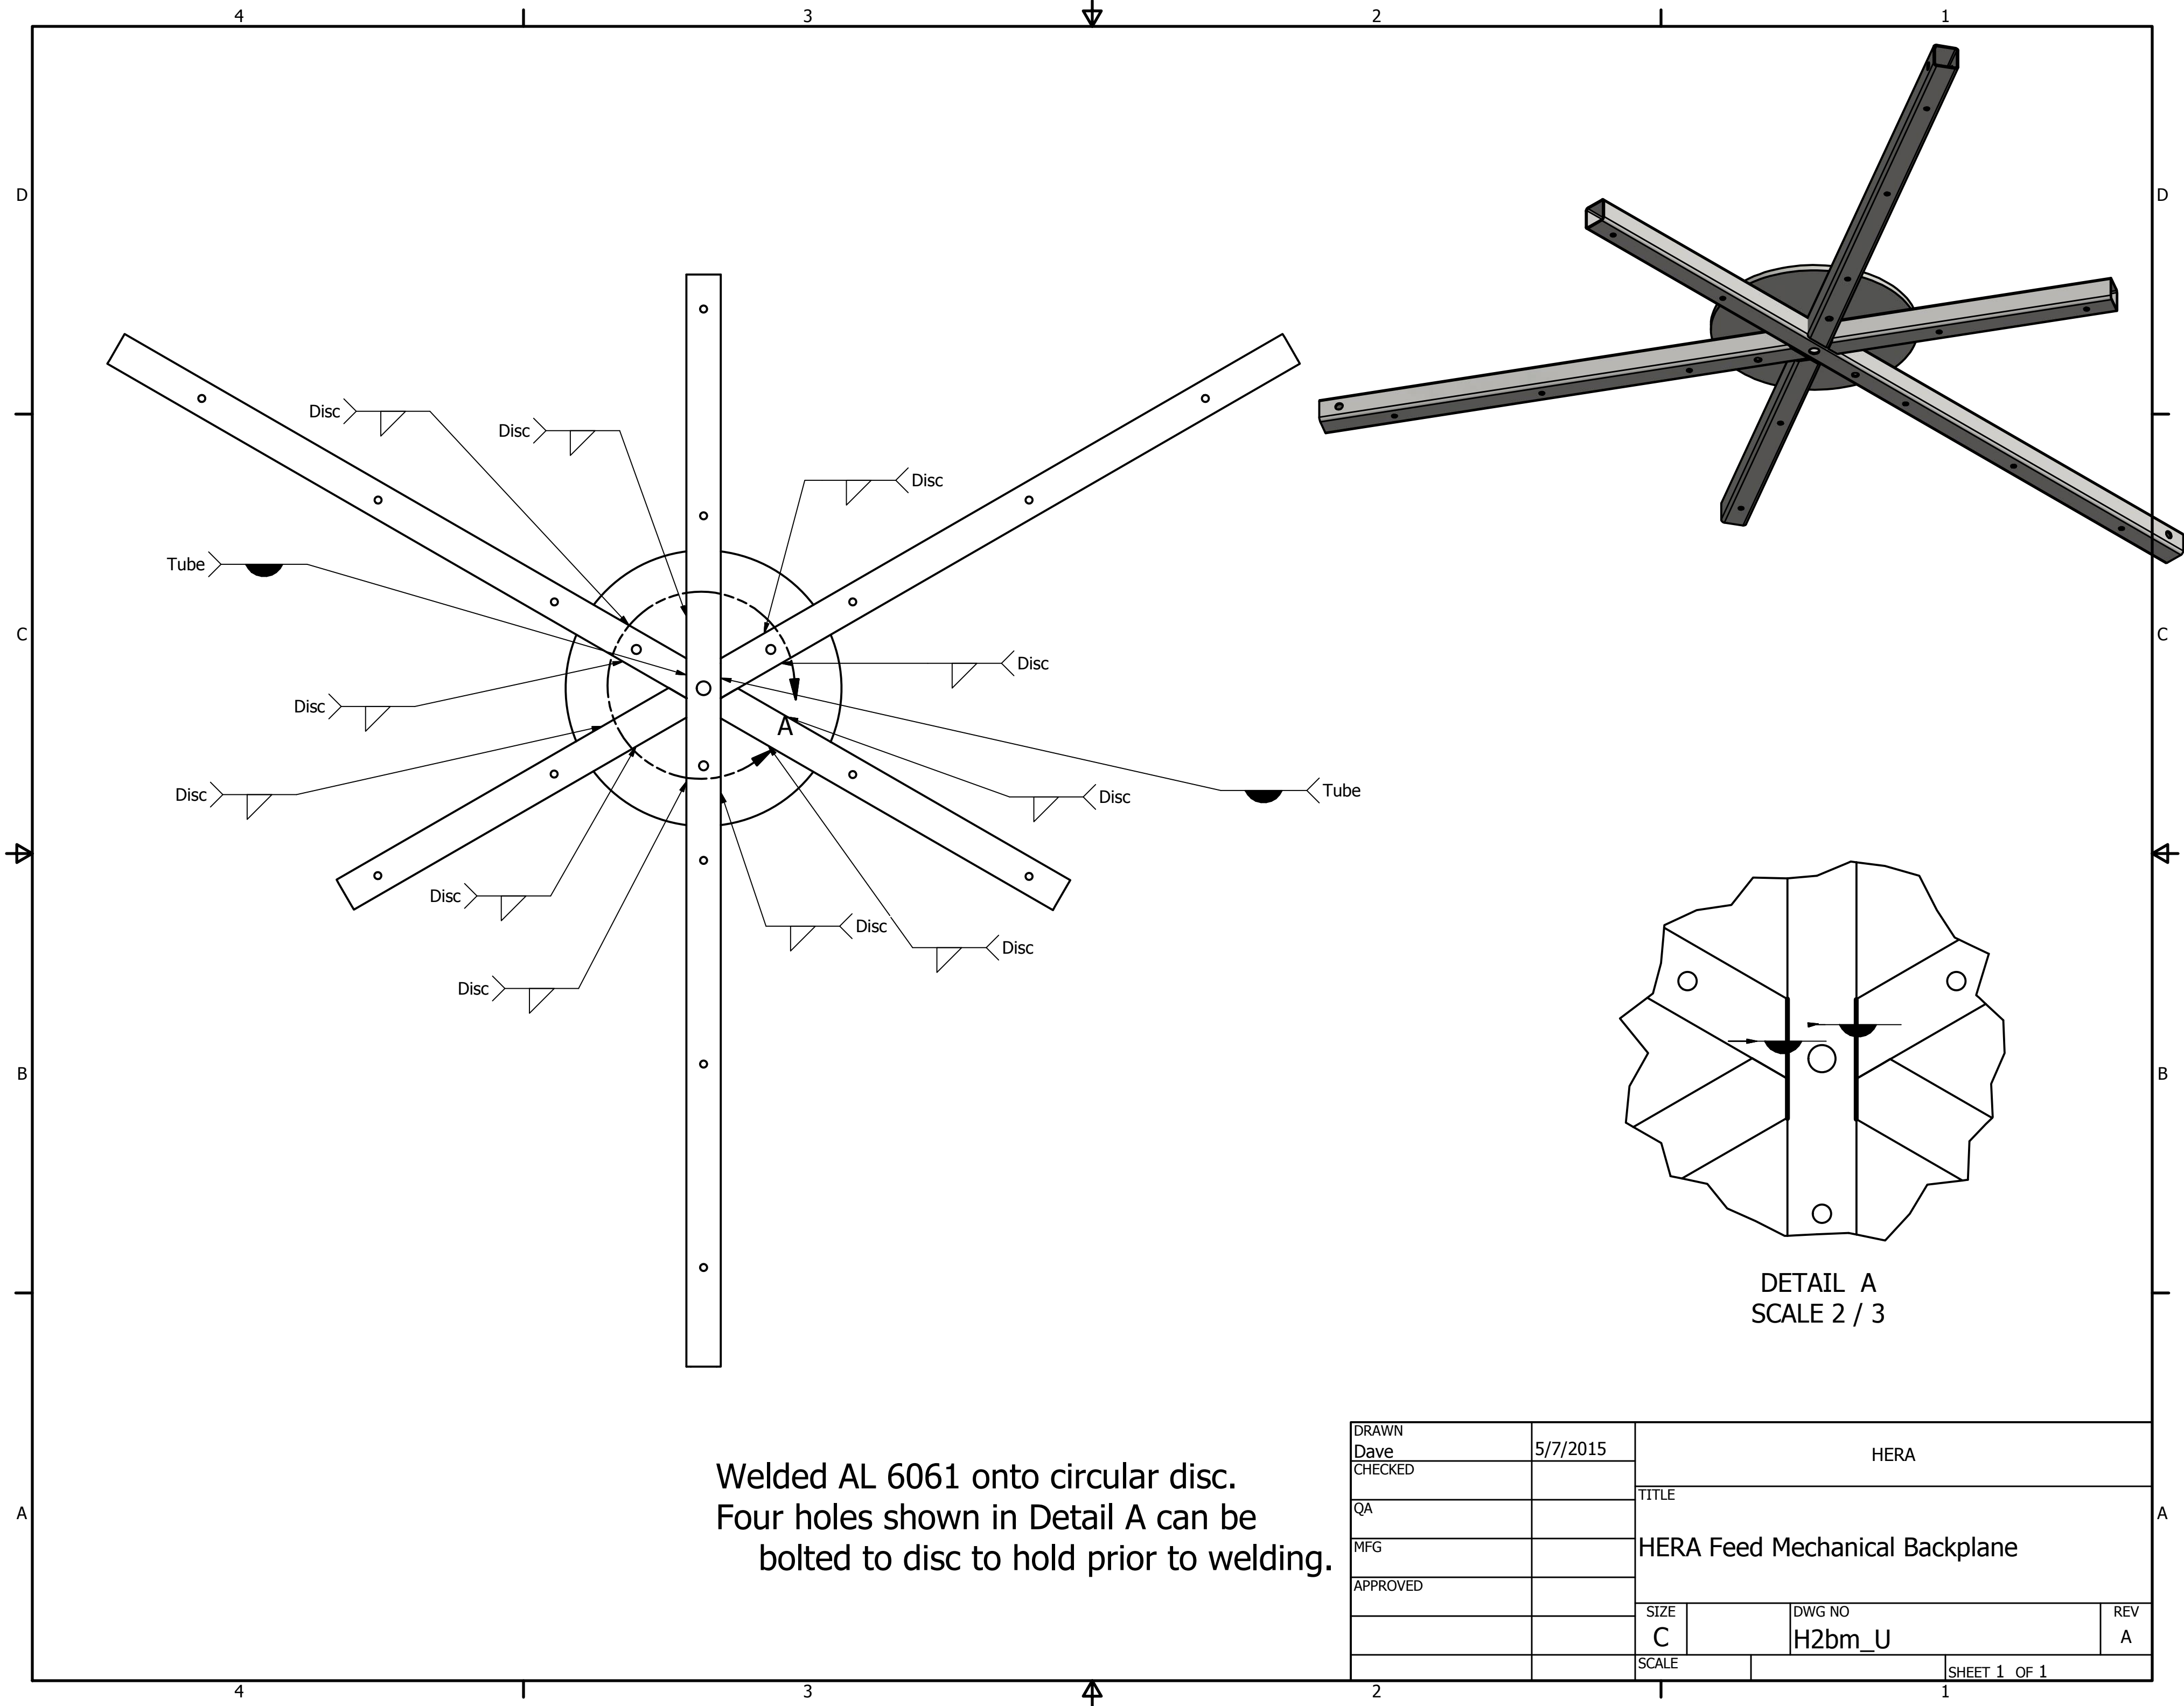 4
3
2
1
D
D
Disc
Disc
Disc
Tube
C
C
Disc
Disc
A
Disc
Disc
Tube
Disc
Disc
Disc
Disc
B
B
DETAIL A
SCALE 2 / 3
Welded AL 6061 onto circular disc.
Four holes shown in Detail A can be
bolted to disc to hold prior to welding.
A
A
DRAWN
Dave
5/7/2015
HERA
CHECKED
TITLE
QA
HERA Feed Mechanical Backplane
MFG
APPROVED
SIZE
C
DWG NO
H2bm_U
REV
A
SCALE
SHEET 1 OF 1
4
3
2
1